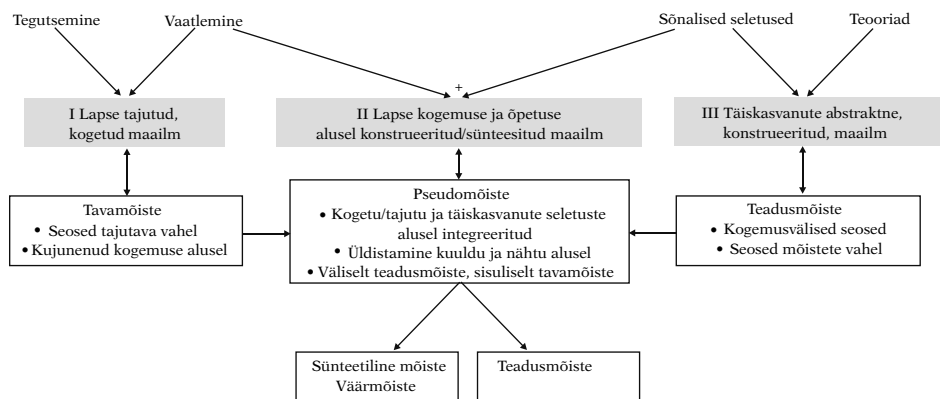 Tegutsemine
Vaatlemine
Sõnalised seletused
Teooriad
+
I Lapse tajutud,
kogetud maailm
II Lapse kogemuse ja õpetuse
alusel konstrueeritud/sünteesitud maailm
III Täiskasvanute abstraktne,
konstrueeritud, maailm
Tavamõiste
• Seosed tajutava vahel
• Kujunenud kogemuse alusel
Pseudomõiste
• Kogetu/tajutu ja täiskasvanute seletuste
alusel integreeritud
• Üldistamine kuuldu ja nähtu alusel
• Väliselt teadusmõiste, sisuliselt tavamõiste
Teadusmõiste
• Kogemusvälised seosed
• Seosed mõistete vahel
Sünteetiline mõiste
Väärmõiste
Teadusmõiste